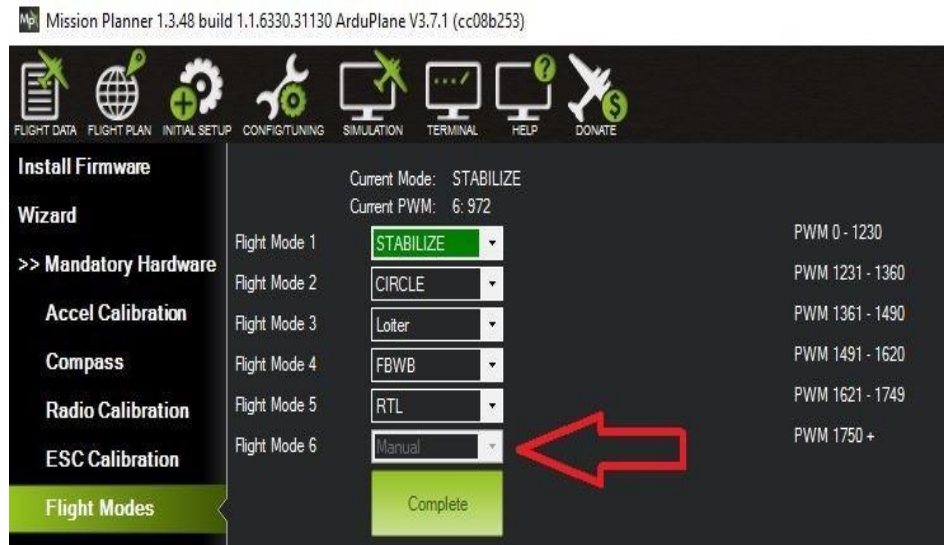 Mission Planner 1.3.48 build 1.1.6330.31130 ArduPlane V3.7.1 (cc08b253)
FLIGHT DATA FLIGHT PLAN INITIAL SETUP CONFIG/TUNING SIMULATION TERMINAL HELP DONATE
Install Firmware
Wizard
>> Mandatory Hardware
Accel Calibration
Compass
Radio Calibration
ESC Calibration
Flight Modes
Current Mode: STABILIZE
Current PWM: 6: 972
Flight Mode 1 STABILIZE PWM 0 - 1230
Flight Mode 2 CIRCLE PWM 1231 - 1360
Flight Mode 3 Loiter PWM 1361 - 1490
Flight Mode 4 FBWB PWM 1491 - 1620
Flight Mode 5 RTL PWM 1621 - 1749
Flight Mode 6 Manual PWM 1750 +
Complete